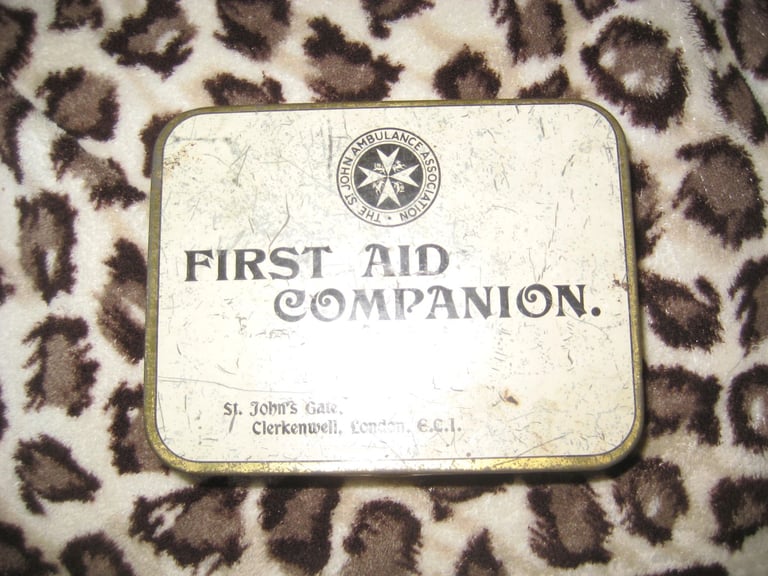 THE ST JOHN AMBULANCE ASSOCIATION
FIRST AID
COMPANION.
St. John's Gate,
Clerkenwell, London, E.C.1.